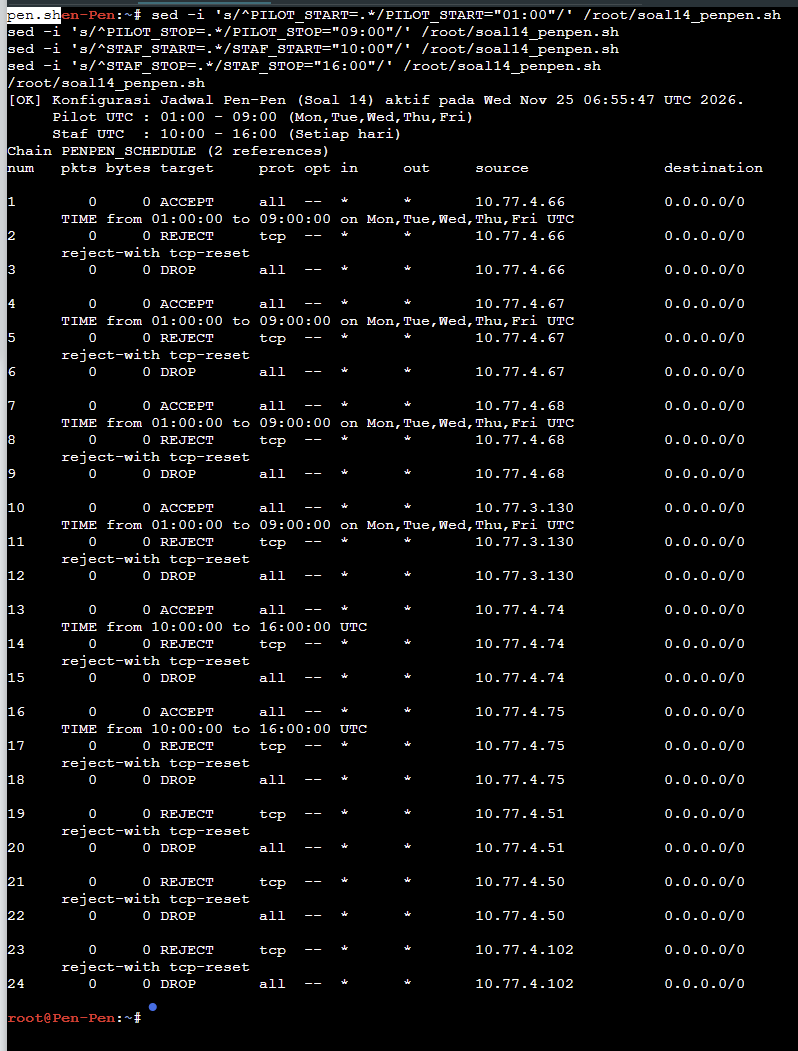 pen.shen-Pen:~# sed -i 's/^PILOT_START=.*/PILOT_START="01:00"/' /root/soal14_penpen.sh
sed -i 's/^PILOT_STOP=.*/PILOT_STOP="09:00"/' /root/soal14_penpen.sh
sed -i 's/^STAF_START=.*/STAF_START="10:00"/' /root/soal14_penpen.sh
sed -i 's/^STAF_STOP=.*/STAF_STOP="16:00"/' /root/soal14_penpen.sh
/root/soal14_penpen.sh
[OK] Konfigurasi Jadwal Pen-Pen (Soal 14) aktif pada Wed Nov 25 06:55:47 UTC 2026.
     Pilot UTC : 01:00 - 09:00 (Mon,Tue,Wed,Thu,Fri)
     Staf UTC  : 10:00 - 16:00 (Setiap hari)
Chain PENPEN_SCHEDULE (2 references)
num   pkts bytes target     prot opt in     out     source               destination
1        0     0 ACCEPT     all  --  *      *       10.77.4.66           0.0.0.0/0
      TIME from 01:00:00 to 09:00:00 on Mon,Tue,Wed,Thu,Fri UTC
2        0     0 REJECT     tcp  --  *      *       10.77.4.66           0.0.0.0/0
      reject-with tcp-reset
3        0     0 DROP       all  --  *      *       10.77.4.66           0.0.0.0/0
4        0     0 ACCEPT     all  --  *      *       10.77.4.67           0.0.0.0/0
      TIME from 01:00:00 to 09:00:00 on Mon,Tue,Wed,Thu,Fri UTC
5        0     0 REJECT     tcp  --  *      *       10.77.4.67           0.0.0.0/0
      reject-with tcp-reset
6        0     0 DROP       all  --  *      *       10.77.4.67           0.0.0.0/0
7        0     0 ACCEPT     all  --  *      *       10.77.4.68           0.0.0.0/0
      TIME from 01:00:00 to 09:00:00 on Mon,Tue,Wed,Thu,Fri UTC
8        0     0 REJECT     tcp  --  *      *       10.77.4.68           0.0.0.0/0
      reject-with tcp-reset
9        0     0 DROP       all  --  *      *       10.77.4.68           0.0.0.0/0
10       0     0 ACCEPT     all  --  *      *       10.77.3.130          0.0.0.0/0
      TIME from 01:00:00 to 09:00:00 on Mon,Tue,Wed,Thu,Fri UTC
11       0     0 REJECT     tcp  --  *      *       10.77.3.130          0.0.0.0/0
      reject-with tcp-reset
12       0     0 DROP       all  --  *      *       10.77.3.130          0.0.0.0/0
13       0     0 ACCEPT     all  --  *      *       10.77.4.74           0.0.0.0/0
      TIME from 10:00:00 to 16:00:00 UTC
14       0     0 REJECT     tcp  --  *      *       10.77.4.74           0.0.0.0/0
      reject-with tcp-reset
15       0     0 DROP       all  --  *      *       10.77.4.74           0.0.0.0/0
16       0     0 ACCEPT     all  --  *      *       10.77.4.75           0.0.0.0/0
      TIME from 10:00:00 to 16:00:00 UTC
17       0     0 REJECT     tcp  --  *      *       10.77.4.75           0.0.0.0/0
      reject-with tcp-reset
18       0     0 DROP       all  --  *      *       10.77.4.75           0.0.0.0/0
19       0     0 REJECT     tcp  --  *      *       10.77.4.51           0.0.0.0/0
      reject-with tcp-reset
20       0     0 DROP       all  --  *      *       10.77.4.51           0.0.0.0/0
21       0     0 REJECT     tcp  --  *      *       10.77.4.50           0.0.0.0/0
      reject-with tcp-reset
22       0     0 DROP       all  --  *      *       10.77.4.50           0.0.0.0/0
23       0     0 REJECT     tcp  --  *      *       10.77.4.102          0.0.0.0/0
      reject-with tcp-reset
24       0     0 DROP       all  --  *      *       10.77.4.102          0.0.0.0/0
root@Pen-Pen:~#